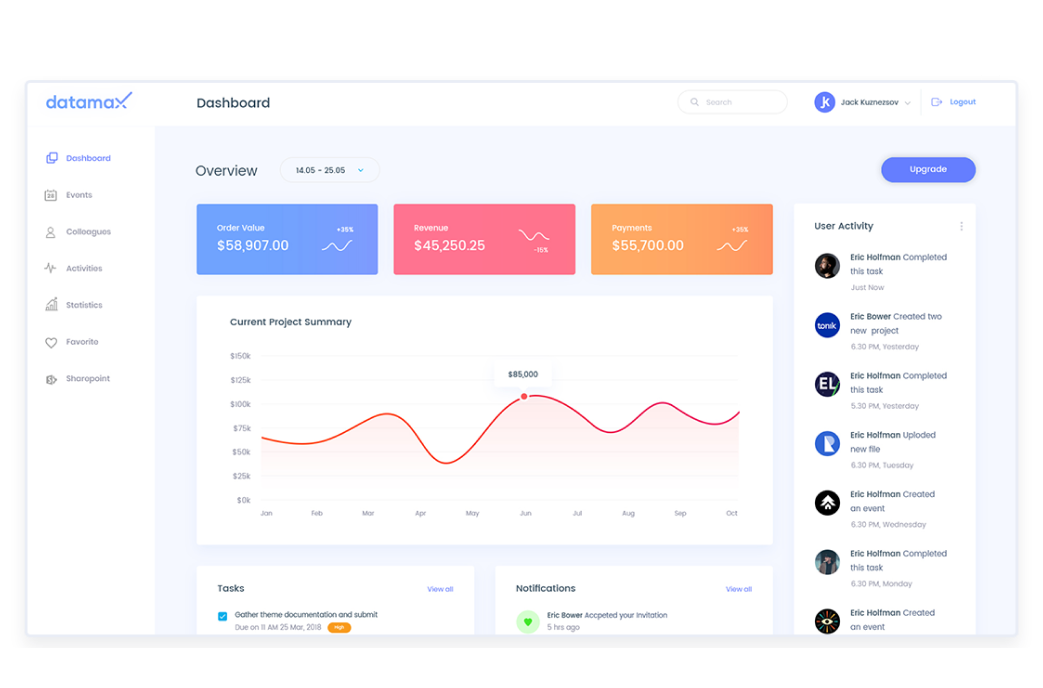 datamax
Dashboard
Search
JK
Jack Kuznezsov
Logout
Dashboard
Events
Colleagues
Activities
Statistics
Favorite
Sharopoint
Overview
14.05 - 25.05
Upgrade
Order Value
$58,907.00
+35%
Revenue
$45,250.25
-15%
Payments
$55,700.00
+35%
Current Project Summary
$150k
$125k
$100k
$75k
$50k
$25k
$0k
$85,000
Jan Feb Mar Apr May Jun Jul Aug Sep Oct
Tasks
View all
Gather theme documentation and submit
Due on 11 AM 25 Mar, 2018
High
Notifications
View all
Eric Bower Accpeted your invitation
5 hrs ago
User Activity
Eric Holfman Completed
this task
Just Now
tonik
Eric Bower Created two
new project
6.30 PM, Yesterday
EL
Eric Holfman Completed
this task
5.30 PM, Yesterday
Eric Holfman Uploded
new file
6.30 PM, Tuesday
Eric Holfman Created
an event
6.30 PM, Wednesday
Eric Holfman Completed
this task
6.30 PM, Monday
Eric Holfman Created
an event